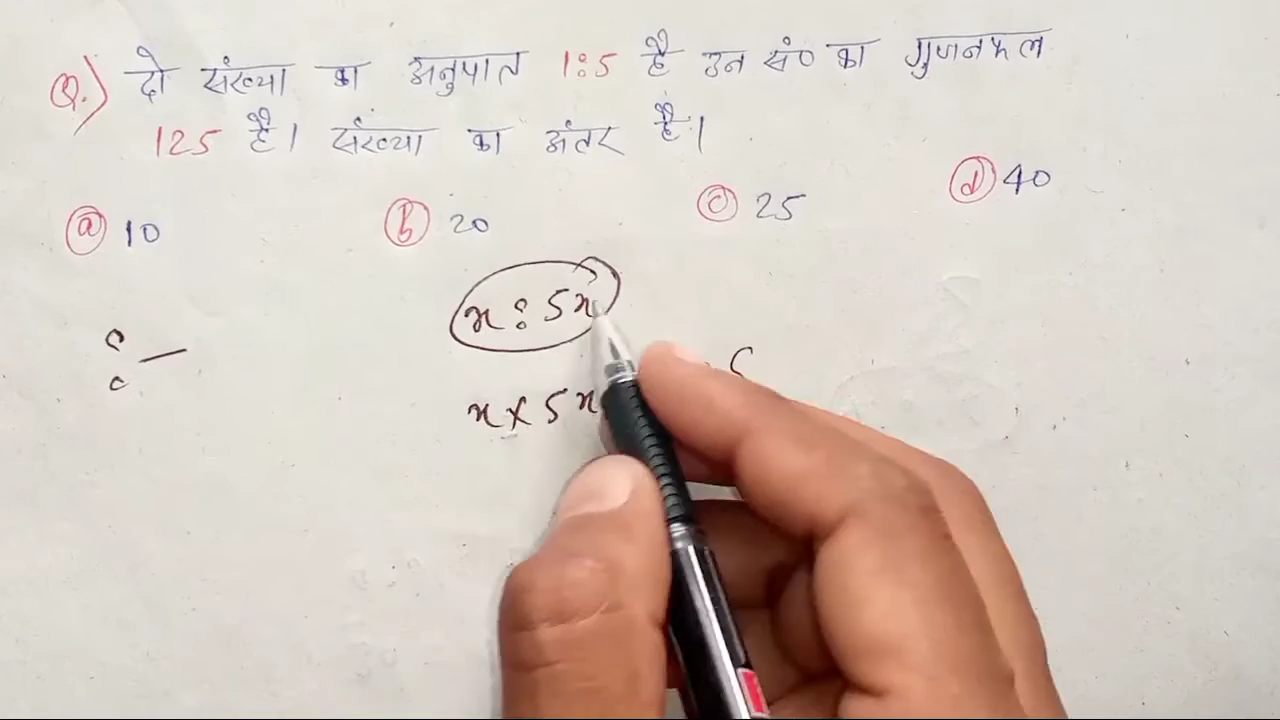 Q.) दो संख्या का अनुपात 1:5 है उन सं० का गुणनफल
125 है। संख्या का अंतर है।
(a) 10 (b) 20 (c) 25 (d) 40
:- x : 5x
x × 5x